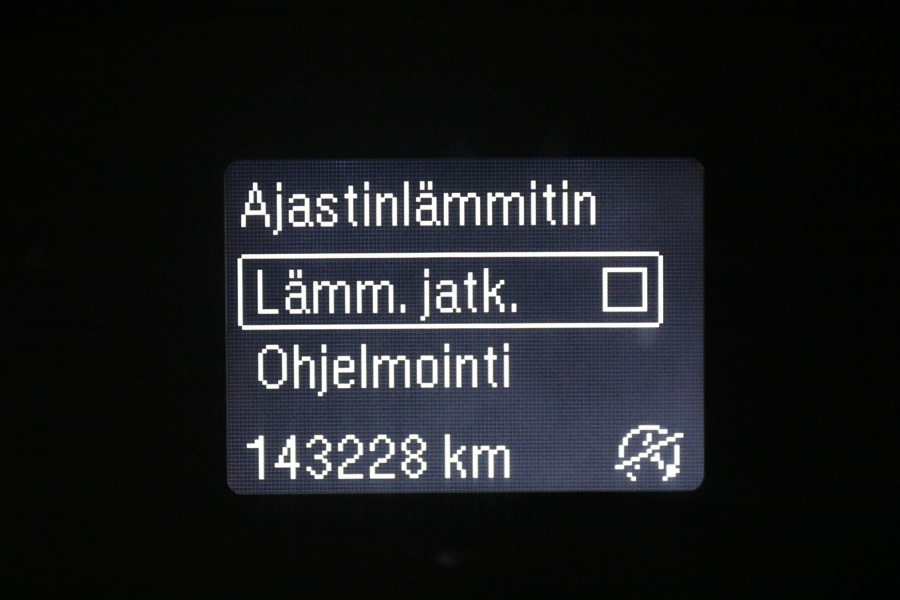 Ajastinlämmitin
Lämm. jatk.
Ohjelmointi
143228 km